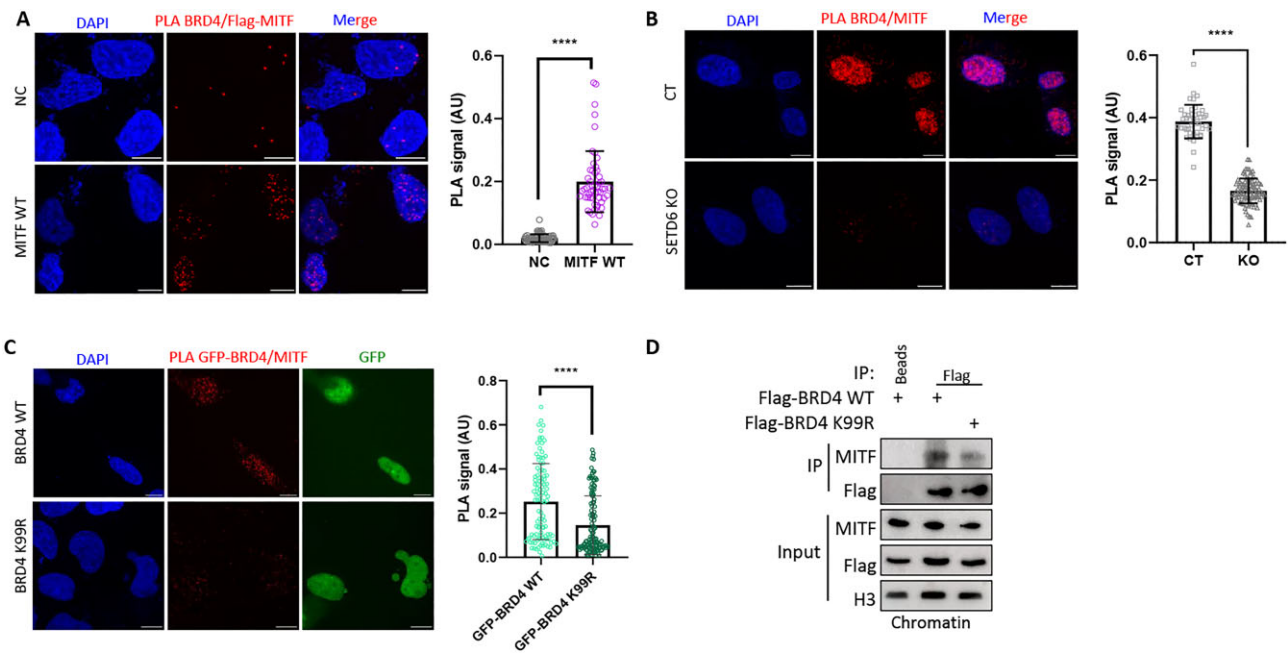 A
DAPI
PLA BRD4/Flag-MITF
Merge
NC
MITF WT
PLA signal (AU)
0.6
0.4
0.2
0.0
****
NC
MITF WT
B
DAPI
PLA BRD4/MITF
Merge
CT
SETD6 KO
PLA signal (AU)
0.6
0.4
0.2
0.0
****
CT
KO
C
DAPI
PLA GFP-BRD4/MITF
GFP
BRD4 WT
BRD4 K99R
PLA signal (AU)
0.8
0.6
0.4
0.2
0.0
****
GFP-BRD4 WT
GFP-BRD4 K99R
D
IP:
Beads
Flag
Flag-BRD4 WT + +
Flag-BRD4 K99R +
IP
MITF
Flag
Input
MITF
Flag
H3
Chromatin